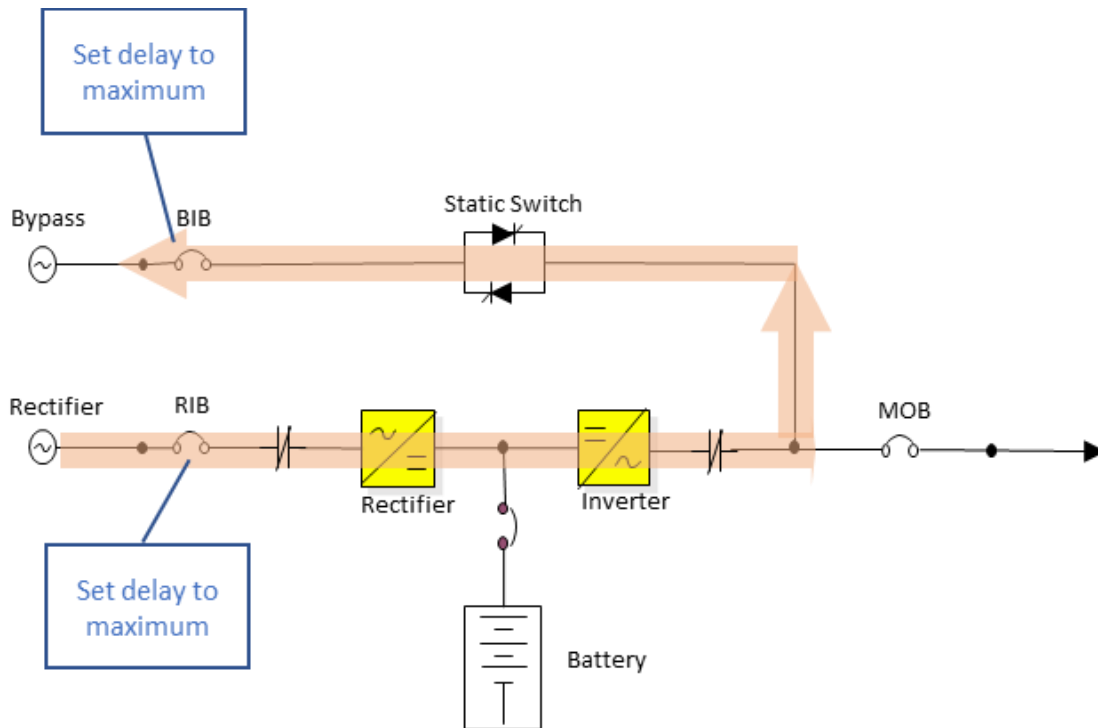 Set delay to
maximum
Static Switch
Bypass
BIB
Rectifier
RIB
MOB
Rectifier
Inverter
Set delay to
maximum
Battery